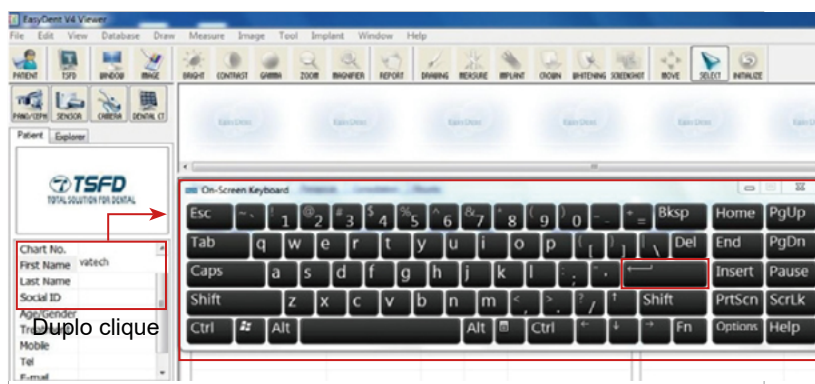 EasyDent V4 Viewer
File Edit View Database Draw Measure Image Tool Implant Window Help
PATIENT TSFD WINDOW IMAGE BRIGHT CONTRAST GAMMA ZOOM MAGNIFIER REPORT DRAWING MEASURE IMPLANT CROWN WHITENING SCREENSHOT MOVE SELECT INITIALIZE
PANO/CEPH SENSOR CAMERA DENTAL CT
Patient Explorer
TSFD
TOTAL SOLUTION FOR DENTAL
On-Screen Keyboard
Esc ~ ` ! 1 @ 2 # 3 $ 4 % 5 ^ 6 & 7 * 8 ( 9 ) 0 _ - + = Bksp Home PgUp
Tab q w e r t y u i o p { [ } ] | \ Del End PgDn
Caps a s d f g h j k l : ; " ' ← Insert Pause
Shift z x c v b n m < , > . ? / ↑ Shift PrtScn ScrLk
Ctrl Alt Alt Ctrl ← ↓ → Fn Options Help
Chart No.
First Name vatech
Last Name
Social ID
Age/Gender
Duplo clique
Mobile
Tel
E-mail